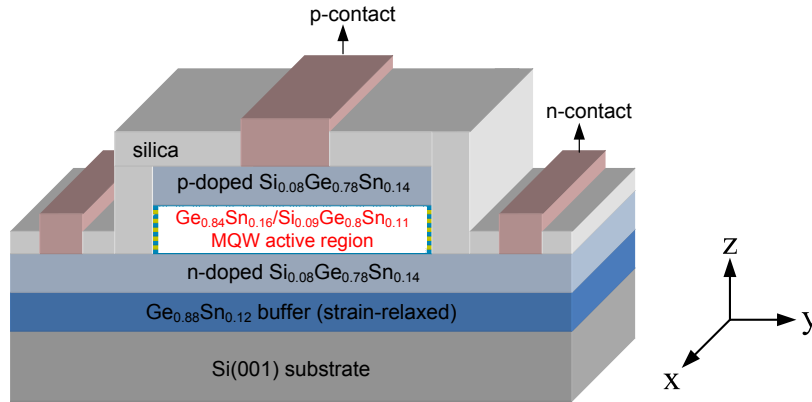 p-contact
n-contact
silica
p-doped Si₀.₀₈Ge₀.₇₈Sn₀.₁₄
Ge₀.₈₄Sn₀.₁₆/Si₀.₀₉Ge₀.₈Sn₀.₁₁
MQW active region
n-doped Si₀.₀₈Ge₀.₇₈Sn₀.₁₄
Ge₀.₈₈Sn₀.₁₂ buffer (strain-relaxed)
Si(001) substrate
z
y
x